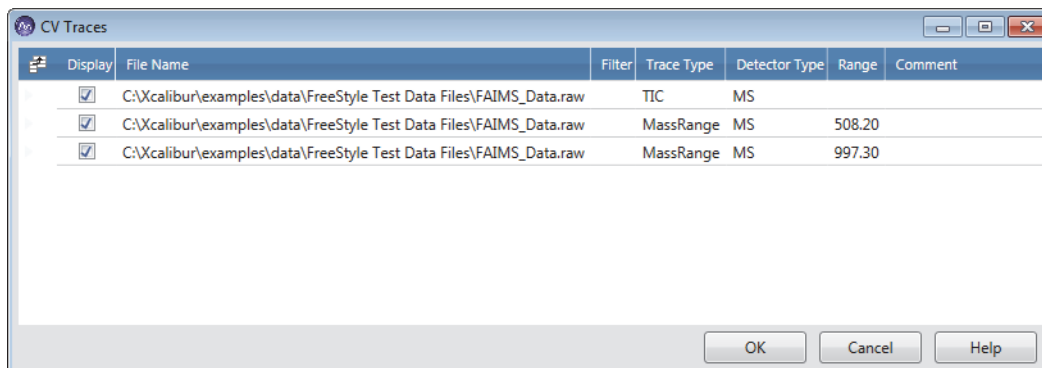 CV Traces
Display File Name Filter Trace Type Detector Type Range Comment
C:\Xcalibur\examples\data\FreeStyle Test Data Files\FAIMS_Data.raw TIC MS
C:\Xcalibur\examples\data\FreeStyle Test Data Files\FAIMS_Data.raw MassRange MS 508.20
C:\Xcalibur\examples\data\FreeStyle Test Data Files\FAIMS_Data.raw MassRange MS 997.30
OK Cancel Help